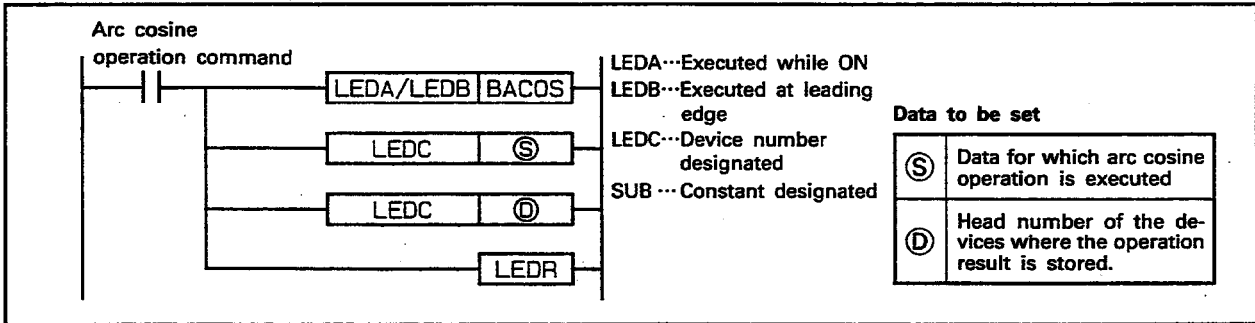 Arc cosine
operation command
LEDA/LEDB BACOS
LEDC Ⓢ
LEDC Ⓓ
LEDR
LEDA···Executed while ON
LEDB···Executed at leading
edge
LEDC···Device number
designated
SUB ···Constant designated
Data to be set
Ⓢ Data for which arc cosine
operation is executed
Ⓓ Head number of the de-
vices where the operation
result is stored.